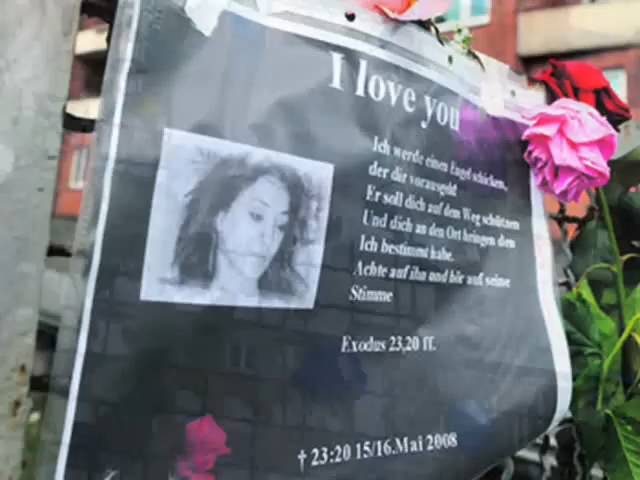 I love you
Ich werde einen Engel schicken,
der dir vorausgeht
Er soll dich auf dem Weg schützen
Und dich an den Ort bringen den
Ich bestimmt habe.
Achte auf ihn und hör auf seine
Stimme
Exodus 23,20 ff.
† 23:20 15/16.Mai 2008